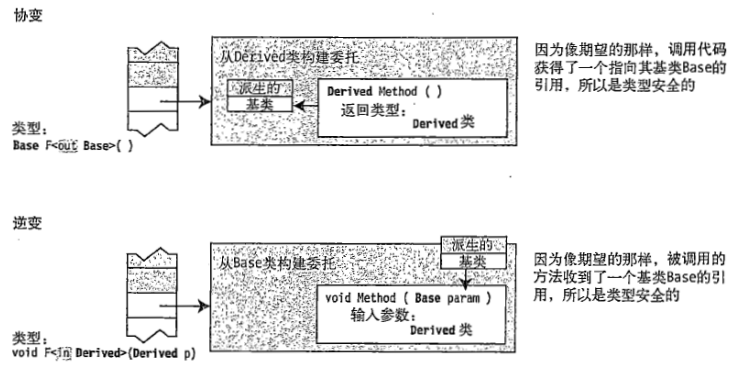 协变
从Derived类构建委托
派生的
基类
Derived Method ( )
返回类型：
Derived 类
因为像期望的那样，调用代码
获得了一个指向其基类Base的
引用，所以是类型安全的
类型：
Base F<out Base>( )
逆变
派生的
基类
从Base类构建委托
void Method ( Base param )
输入参数：
Derived 类
因为像期望的那样，被调用的
方法收到了一个基类Base的引
用，所以是类型安全的
类型：
void F<in Derived>(Derived p)